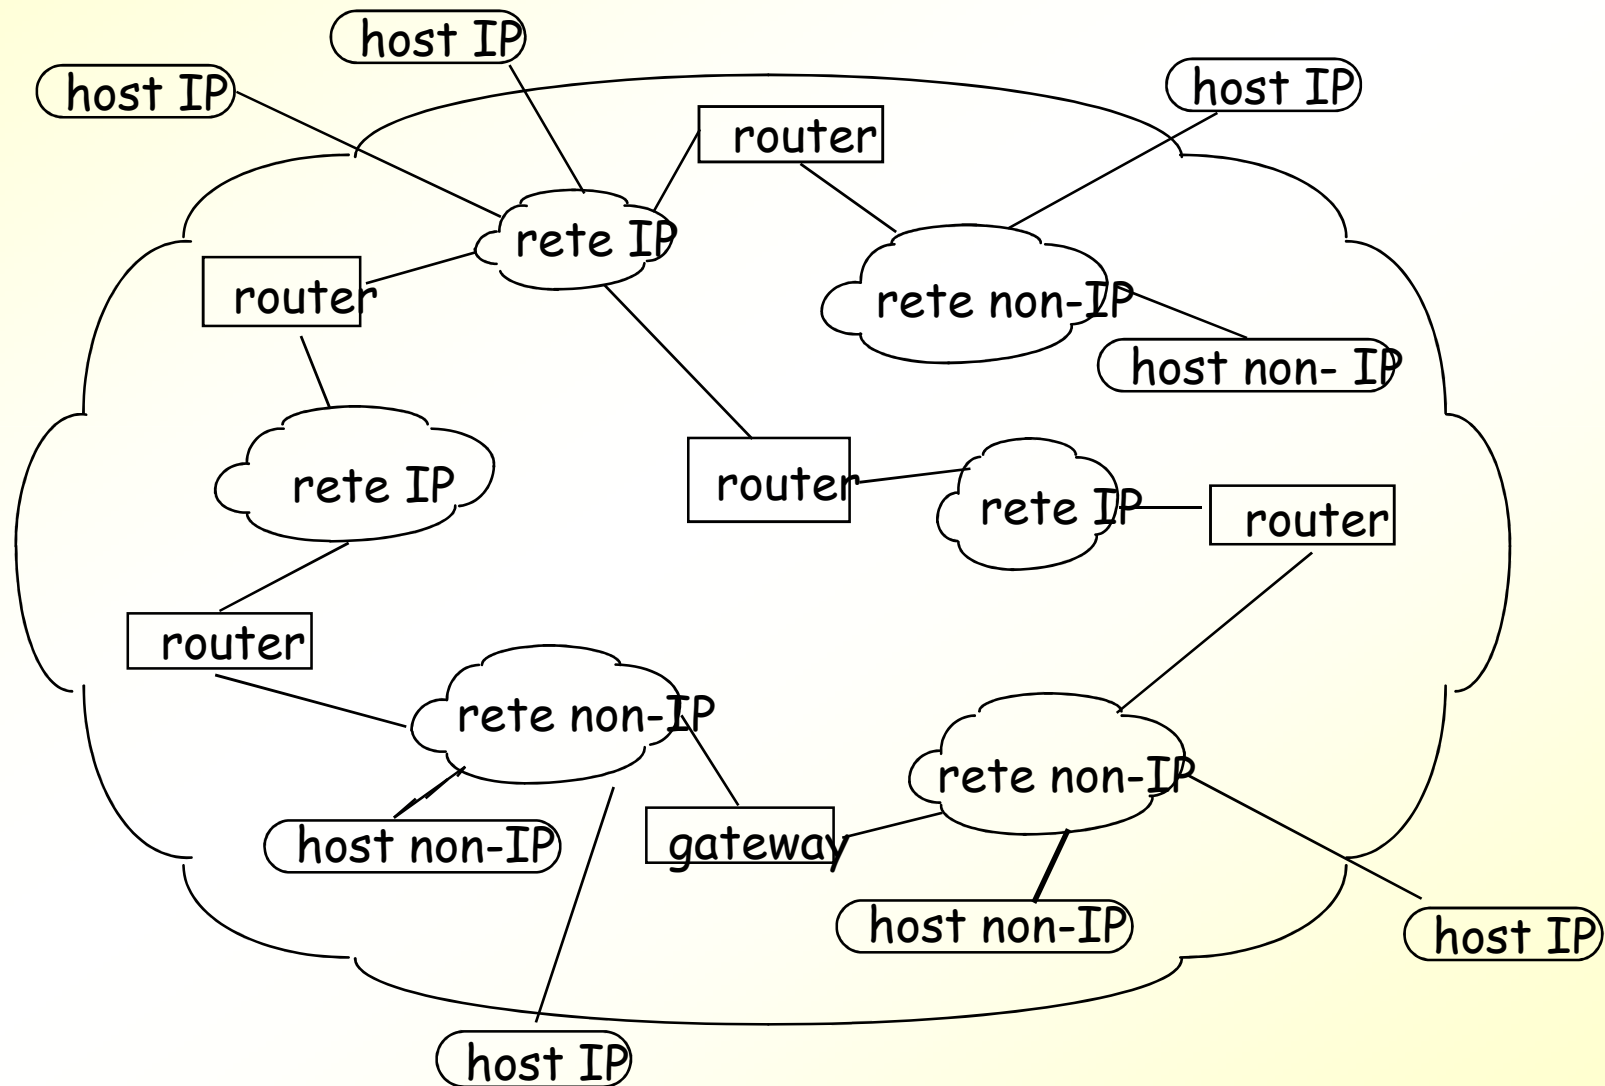 host IP
host IP
host IP
router
rete IP
router
rete non-IP
host non- IP
rete IP
router
rete IP
router
router
rete non-IP
rete non-IP
host non-IP
gateway
host non-IP
host IP
host IP